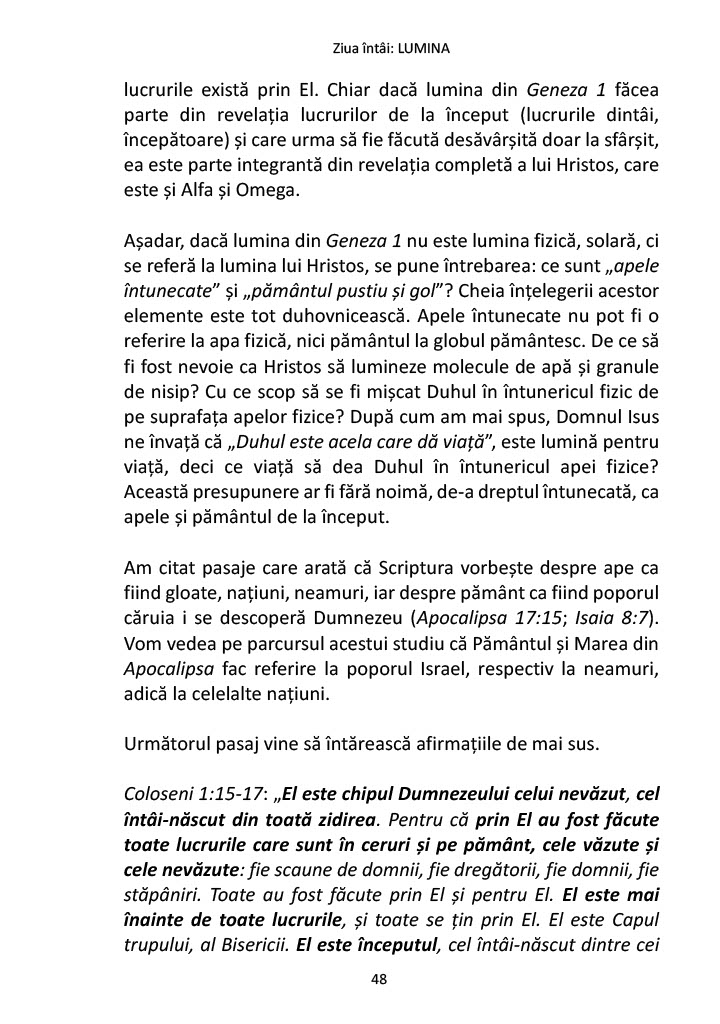 Ziua întâi: LUMINA
lucrurile există prin El. Chiar dacă lumina din Geneza 1 făcea
parte din revelația lucrurilor de la început (lucrurile dintâi,
începătoare) și care urma să fie făcută desăvârșită doar la sfârșit,
ea este parte integrantă din revelația completă a lui Hristos, care
este și Alfa și Omega.
Așadar, dacă lumina din Geneza 1 nu este lumina fizică, solară, ci
se referă la lumina lui Hristos, se pune întrebarea: ce sunt „apele
întunecate” și „pământul pustiu și gol”? Cheia înțelegerii acestor
elemente este tot duhovnicească. Apele întunecate nu pot fi o
referire la apa fizică, nici pământul la globul pământesc. De ce să
fi fost nevoie ca Hristos să lumineze molecule de apă și granule
de nisip? Cu ce scop să se fi mișcat Duhul în întunericul fizic de
pe suprafața apelor fizice? După cum am mai spus, Domnul Isus
ne învață că „Duhul este acela care dă viață”, este lumină pentru
viață, deci ce viață să dea Duhul în întunericul apei fizice?
Această presupunere ar fi fără noimă, de-a dreptul întunecată, ca
apele și pământul de la început.
Am citat pasaje care arată că Scriptura vorbește despre ape ca
fiind gloate, națiuni, neamuri, iar despre pământ ca fiind poporul
căruia i se descoperă Dumnezeu (Apocalipsa 17:15; Isaia 8:7).
Vom vedea pe parcursul acestui studiu că Pământul și Marea din
Apocalipsa fac referire la poporul Israel, respectiv la neamuri,
adică la celelalte națiuni.
Următorul pasaj vine să întărească afirmațiile de mai sus.
Coloseni 1:15-17: „El este chipul Dumnezeului celui nevăzut, cel
întâi-născut din toată zidirea. Pentru că prin El au fost făcute
toate lucrurile care sunt în ceruri și pe pământ, cele văzute și
cele nevăzute: fie scaune de domnii, fie dregătorii, fie domnii, fie
stăpâniri. Toate au fost făcute prin El și pentru El. El este mai
înainte de toate lucrurile, și toate se țin prin El. El este Capul
trupului, al Bisericii. El este începutul, cel întâi-născut dintre cei
48